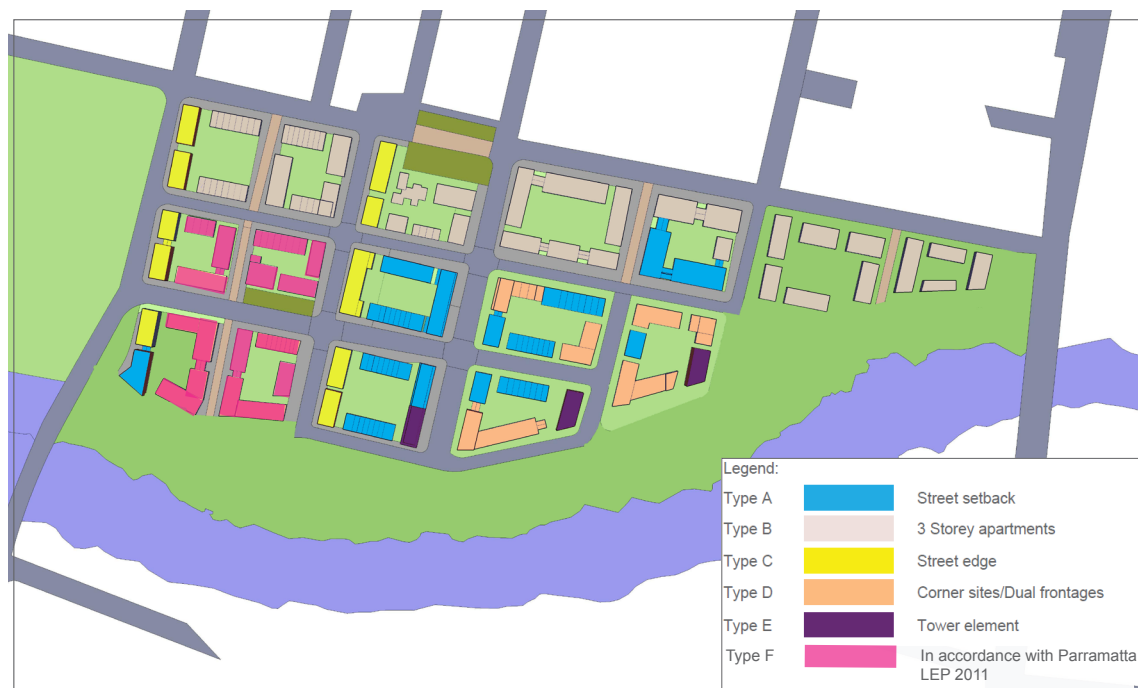 Legend:
Type A Street setback
Type B 3 Storey apartments
Type C Street edge
Type D Corner sites/Dual frontages
Type E Tower element
Type F In accordance with Parramatta
LEP 2011